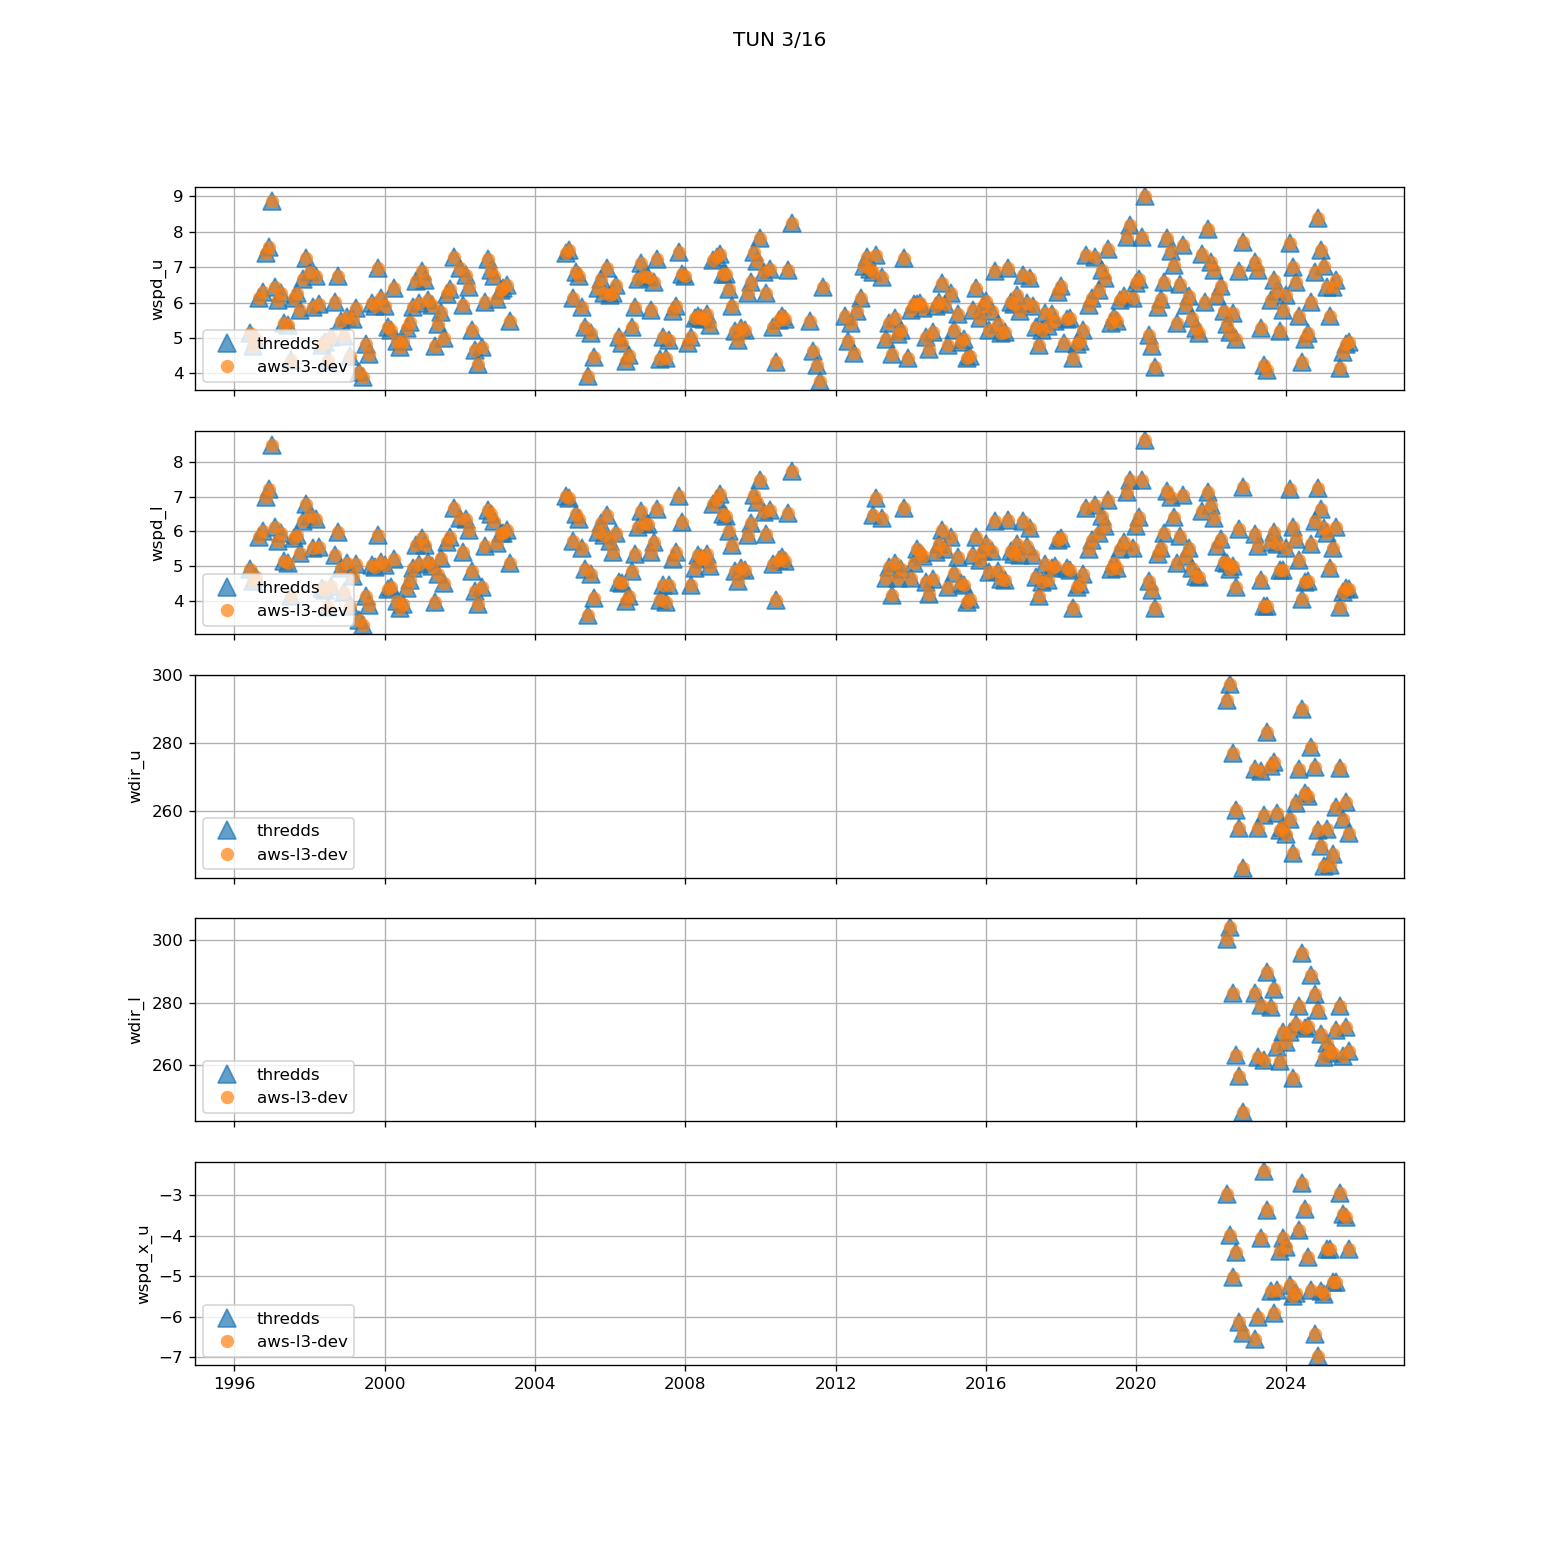 TUN 3/16
9
8
7
6
5
4
wspd_u
thredds
aws-l3-dev
8
7
6
5
4
wspd_l
thredds
aws-l3-dev
300
280
260
wdir_u
thredds
aws-l3-dev
300
280
260
wdir_l
thredds
aws-l3-dev
−3
−4
−5
−6
−7
wspd_x_u
thredds
aws-l3-dev
1996 2000 2004 2008 2012 2016 2020 2024